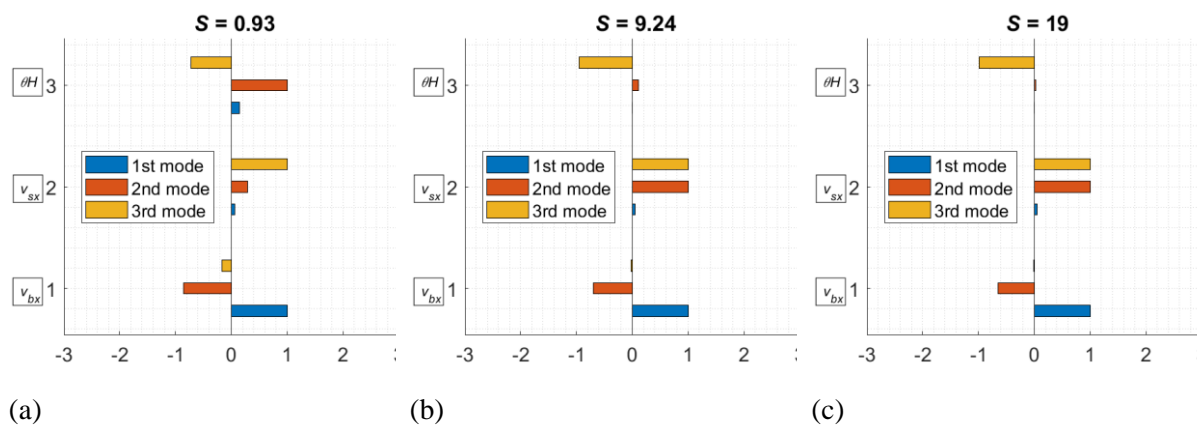 S = 0.93
θH 3
v_sx 2
v_bx 1
1st mode
2nd mode
3rd mode
-3 -2 -1 0 1 2 3
(a)
S = 9.24
θH 3
v_sx 2
v_bx 1
1st mode
2nd mode
3rd mode
-3 -2 -1 0 1 2 3
(b)
S = 19
θH 3
v_sx 2
v_bx 1
1st mode
2nd mode
3rd mode
-3 -2 -1 0 1 2
(c)